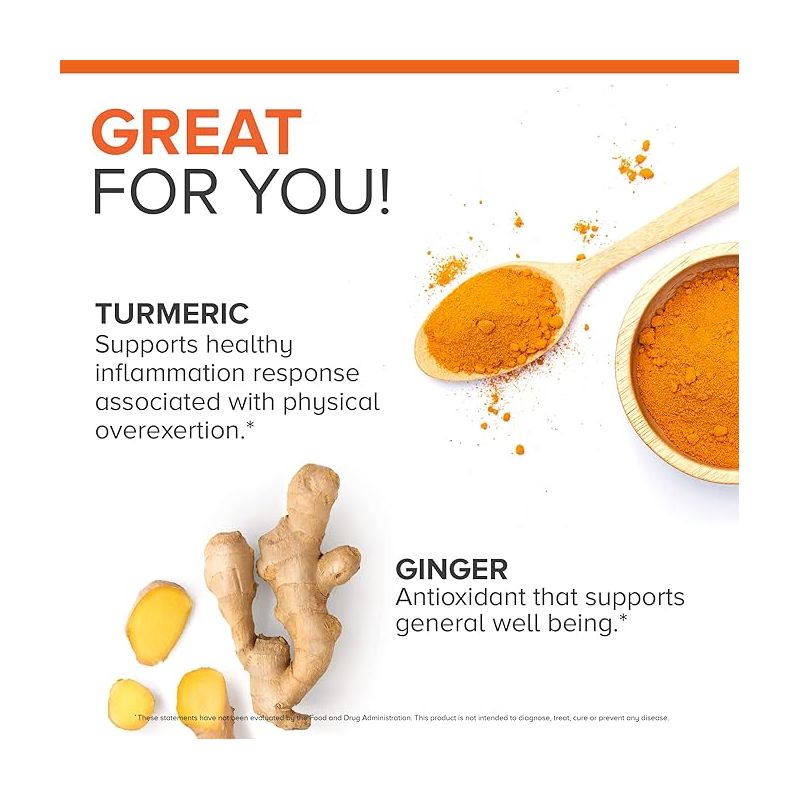 GREAT
FOR YOU!
TURMERIC
Supports healthy
inflammation response
associated with physical
overexertion.*
GINGER
Antioxidant that supports
general well being.*
*These statements have not been evaluated by the Food and Drug Administration. This product is not intended to diagnose, treat, cure or prevent any disease.